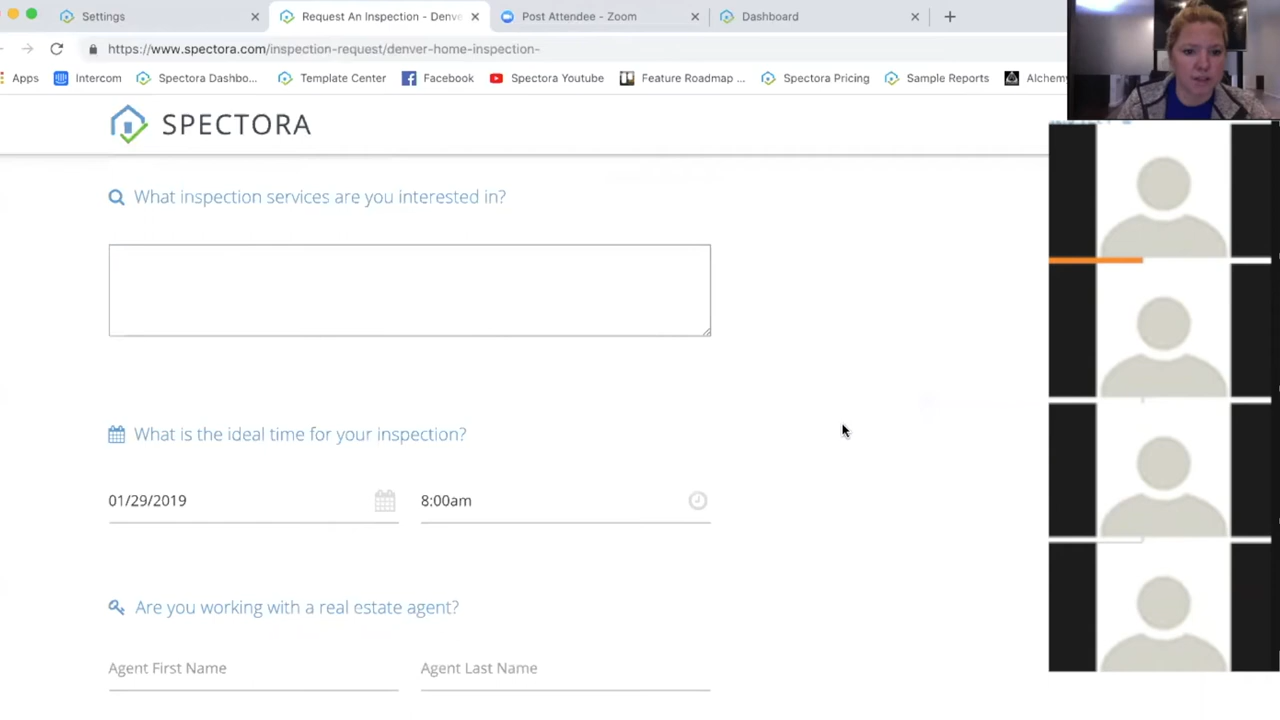 Settings
Request An Inspection - Denve
Post Attendee - Zoom
Dashboard
https://www.spectora.com/inspection-request/denver-home-inspection-
Apps
Intercom
Spectora Dashbo...
Template Center
Facebook
Spectora Youtube
Feature Roadmap ...
Spectora Pricing
Sample Reports
Alchem
SPECTORA
What inspection services are you interested in?
What is the ideal time for your inspection?
01/29/2019
8:00am
Are you working with a real estate agent?
Agent First Name
Agent Last Name